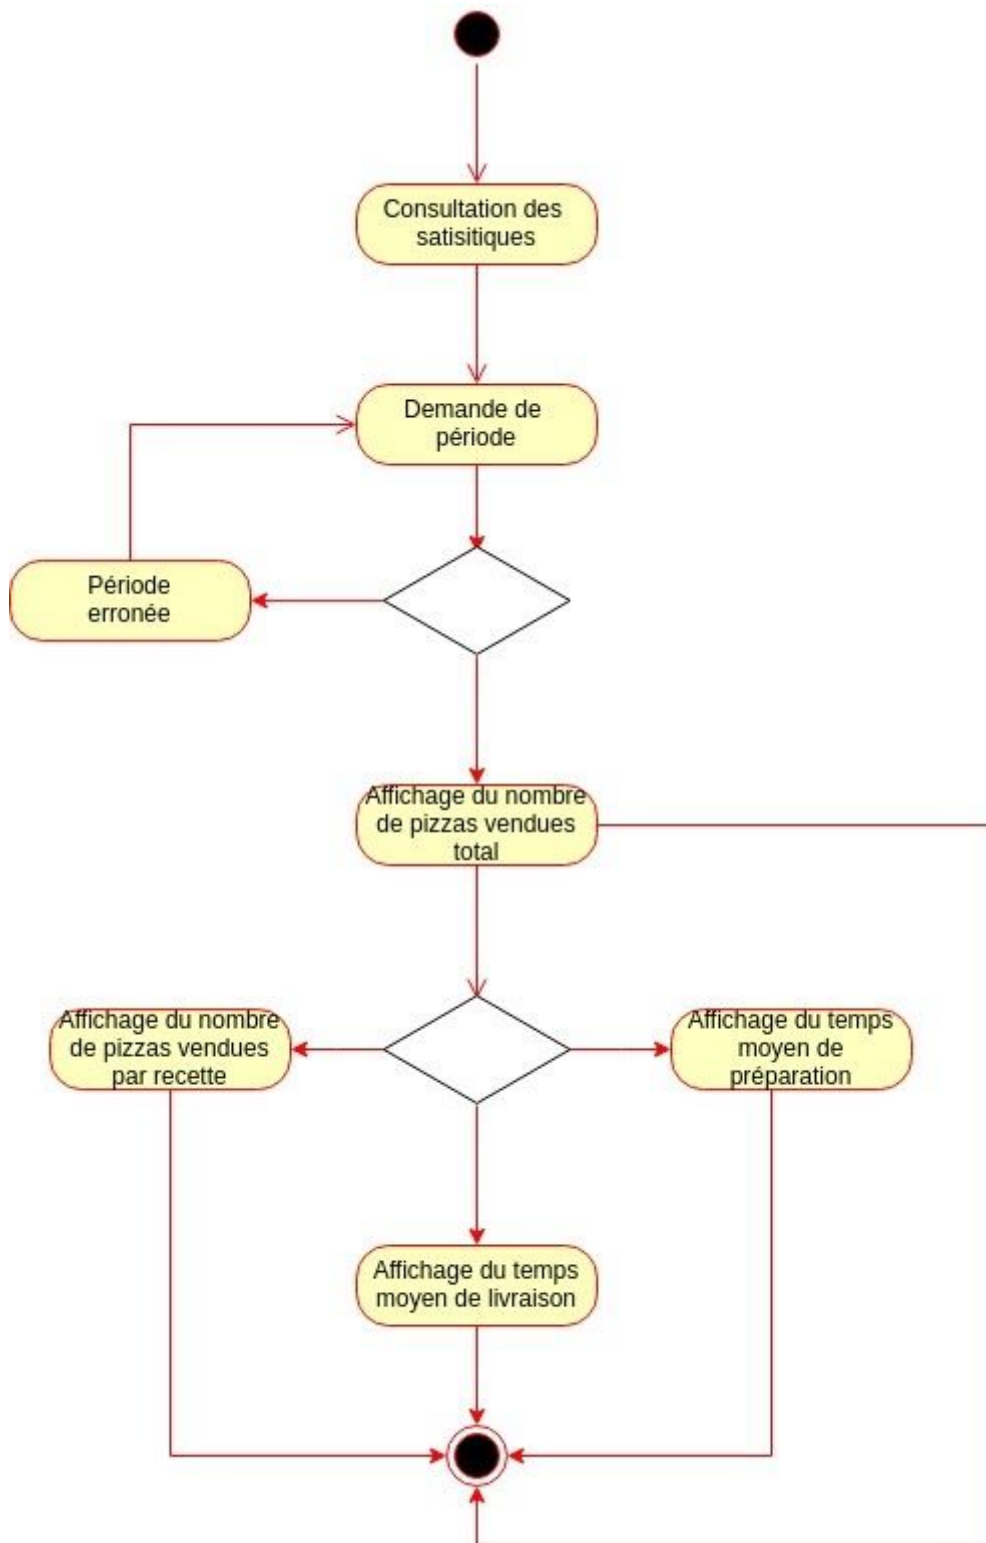 Consultation des
satisitiques
Demande de
période
Période
erronée
Affichage du nombre
de pizzas vendues
total
Affichage du nombre
de pizzas vendues
par recette
Affichage du temps
moyen de
préparation
Affichage du temps
moyen de livraison